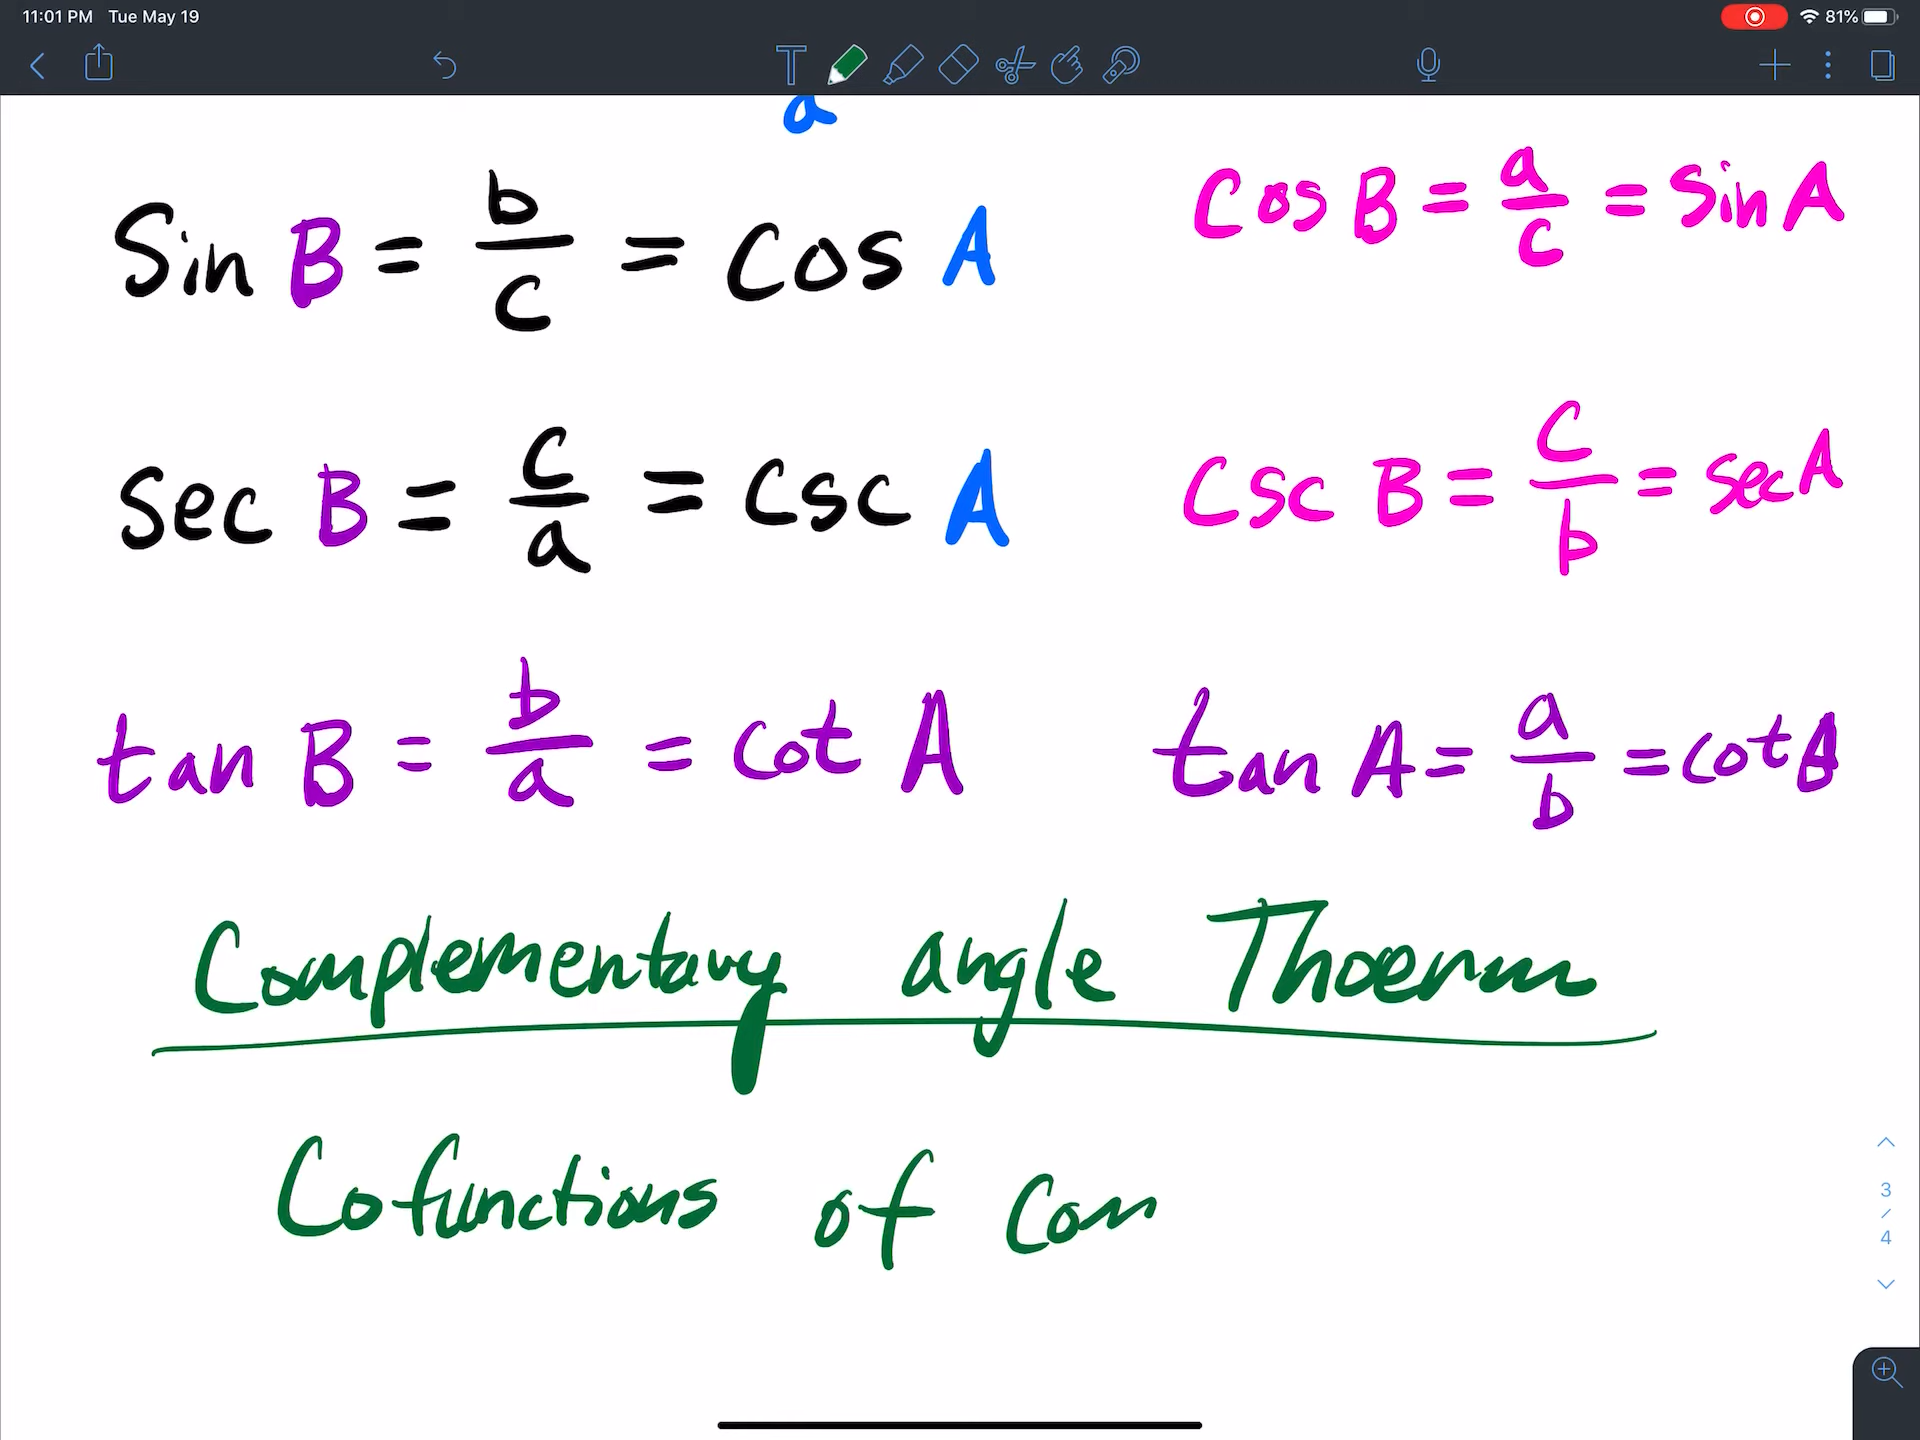 11:01 PM Tue May 19 81%
a
Sin B = b/c = cos A
cos B = a/c = sin A
sec B = c/a = csc A
csc B = c/b = sec A
tan B = b/a = cot A
tan A = a/b = cot B
Complementary angle Thoerm
Cofunctions of com
3
/
4